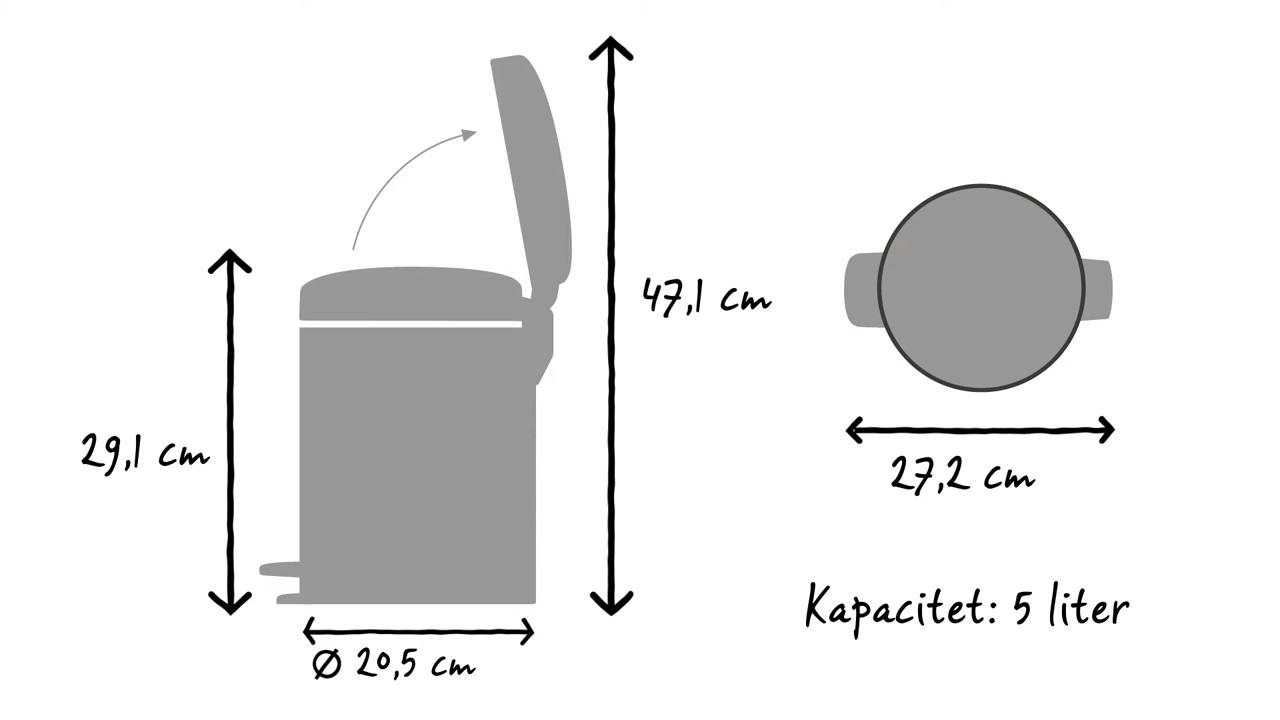 47,1 cm
29,1 cm
27,2 cm
Kapacitet: 5 liter
Ø 20,5 cm